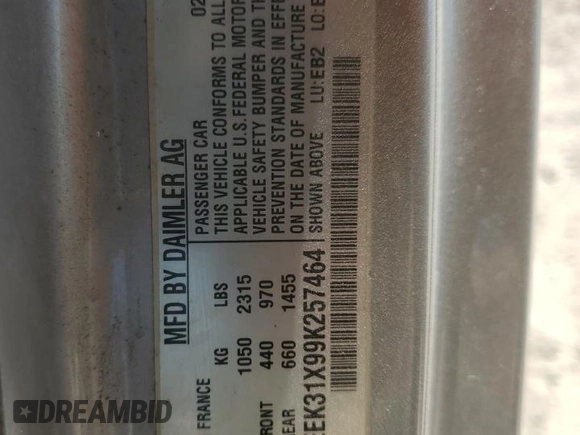 MFD BY DAIMLER AG
FRANCE
KG LBS
1050 2315
440 970
660 1455
PASSENGER CAR 02
THIS VEHICLE CONFORMS TO ALL
APPLICABLE U.S. FEDERAL MOTOR
VEHICLE SAFETY BUMPER AND
PREVENTION STANDARDS IN
ON THE DATE OF MANUFACTURE
SHOWN ABOVE LU:EB2
EK31X99K257464
DREAMBID